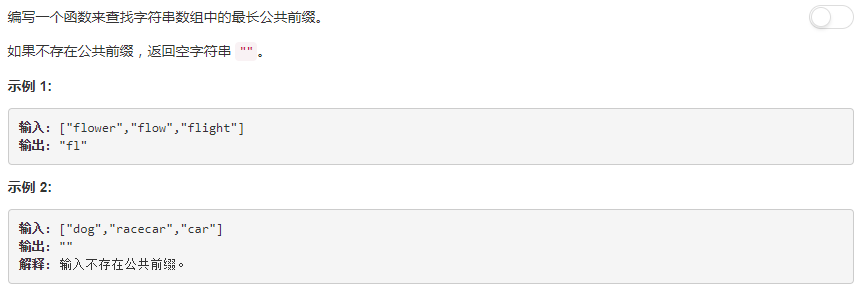 编写一个函数来查找字符串数组中的最长公共前缀。
如果不存在公共前缀，返回空字符串 ""。
示例 1:
输入: ["flower","flow","flight"]
输出: "fl"
示例 2:
输入: ["dog","racecar","car"]
输出: ""
解释: 输入不存在公共前缀。